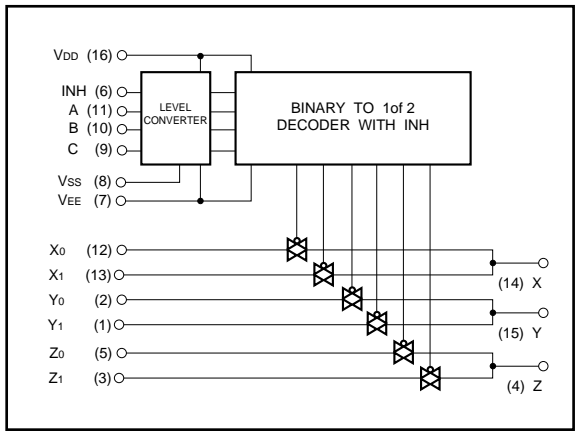 VDD (16)
INH (6)
A (11)
B (10)
C (9)
VSS (8)
VEE (7)
LEVEL
CONVERTER
BINARY TO 1of 2
DECODER WITH INH
X0 (12)
X1 (13)
Y0 (2)
Y1 (1)
Z0 (5)
Z1 (3)
(14) X
(15) Y
(4) Z